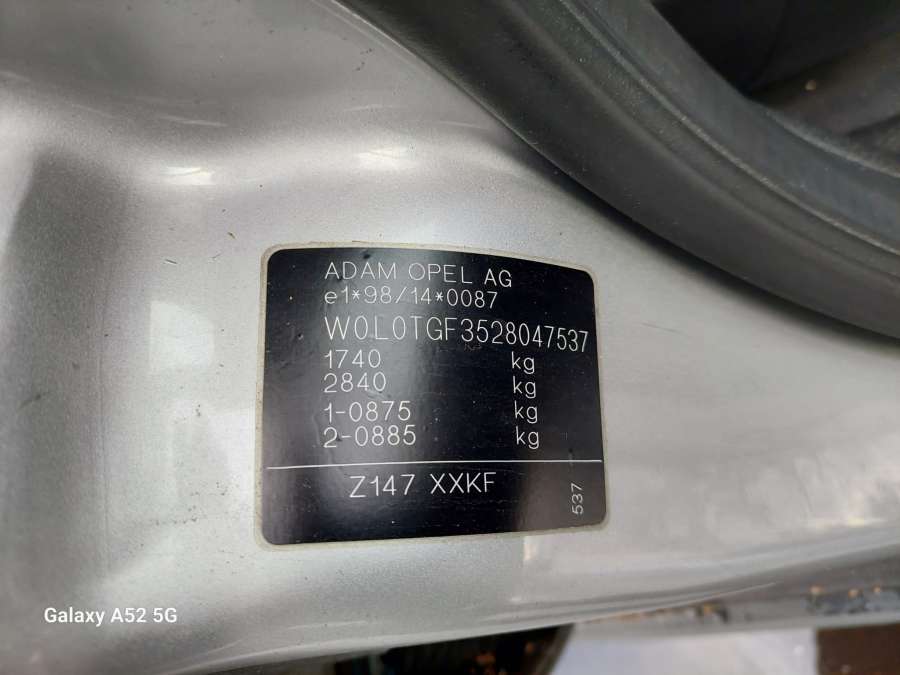 ADAM OPEL AG
e1*98/14*0087
W0L0TGF3528047537
1740 kg
2840 kg
1-0875 kg
2-0885 kg
Z147 XXKF
537
Galaxy A52 5G